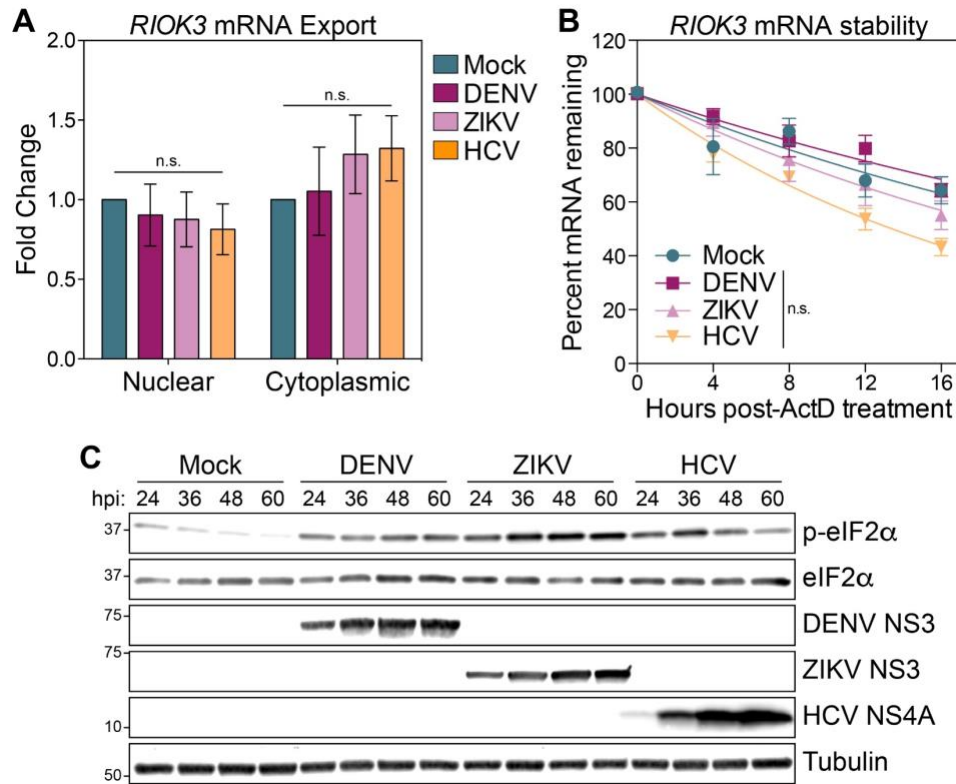 A
RIOK3 mRNA Export
2.0
1.5
1.0
0.5
0.0
Fold Change
n.s.
n.s.
Nuclear
Cytoplasmic
Mock
DENV
ZIKV
HCV
B
RIOK3 mRNA stability
120
100
80
60
40
20
0
Percent mRNA remaining
Mock
DENV
ZIKV
HCV
n.s.
0 4 8 12 16
Hours post-ActD treatment
C
Mock DENV ZIKV HCV
hpi: 24 36 48 60 24 36 48 60 24 36 48 60 24 36 48 60
37 p-eIF2α
37 eIF2α
75 DENV NS3
75 ZIKV NS3
10 HCV NS4A
50 Tubulin